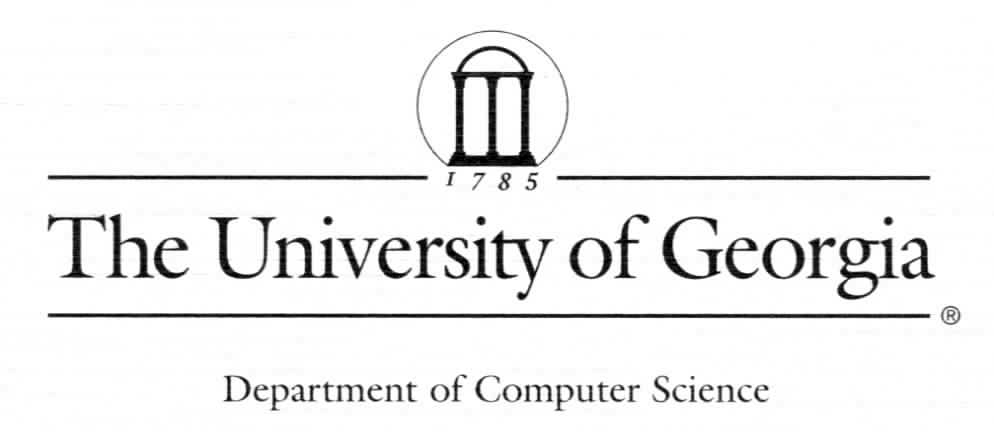 1785
The University of Georgia
®
Department of Computer Science